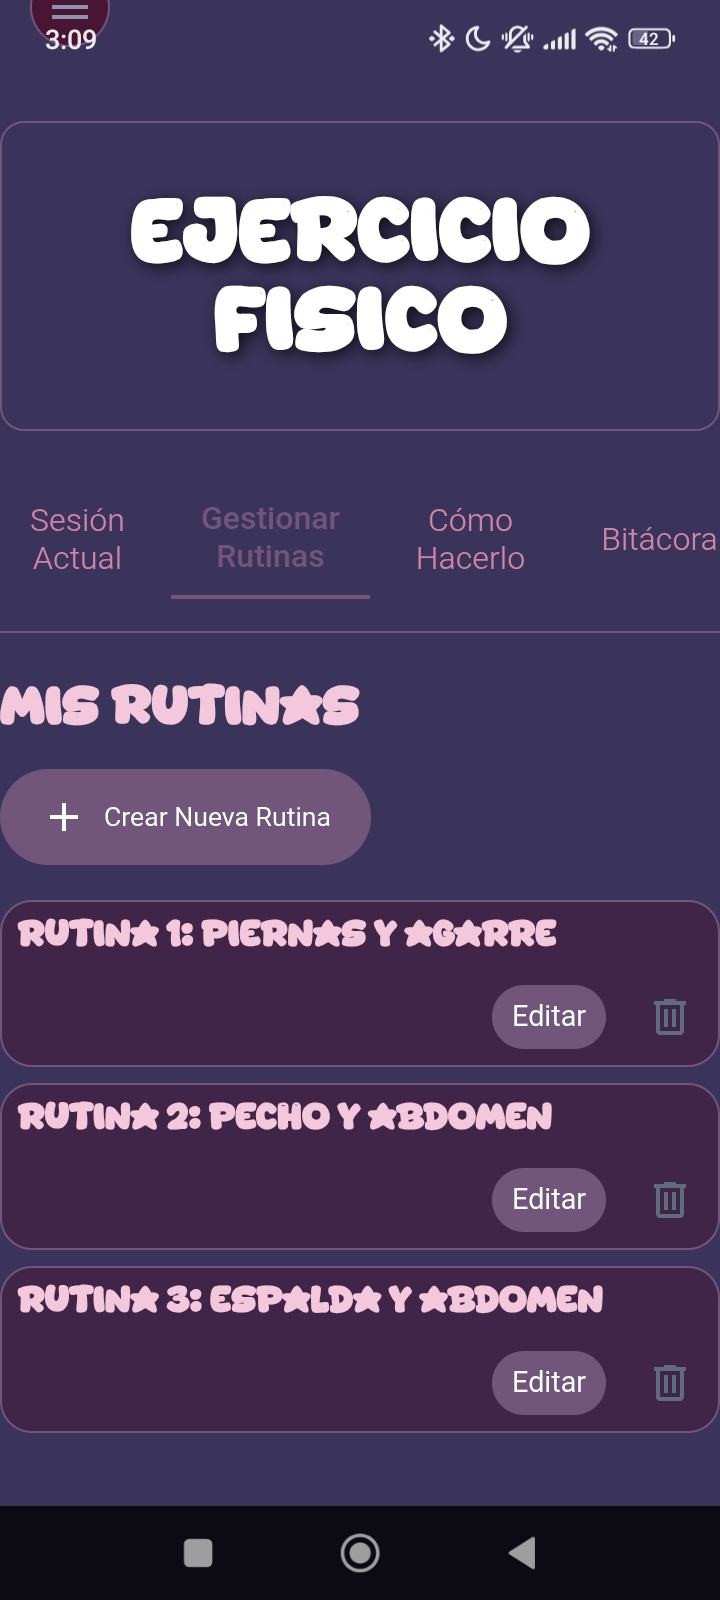 3:09
42
EJERCICIO
FISICO
Sesión
Actual
Gestionar
Rutinas
Cómo
Hacerlo
Bitácora
MIS RUTINAS
Crear Nueva Rutina
RUTINA 1: PIERNAS Y AGARRE
Editar
RUTINA 2: PECHO Y ABDOMEN
Editar
RUTINA 3: ESPALDA Y ABDOMEN
Editar